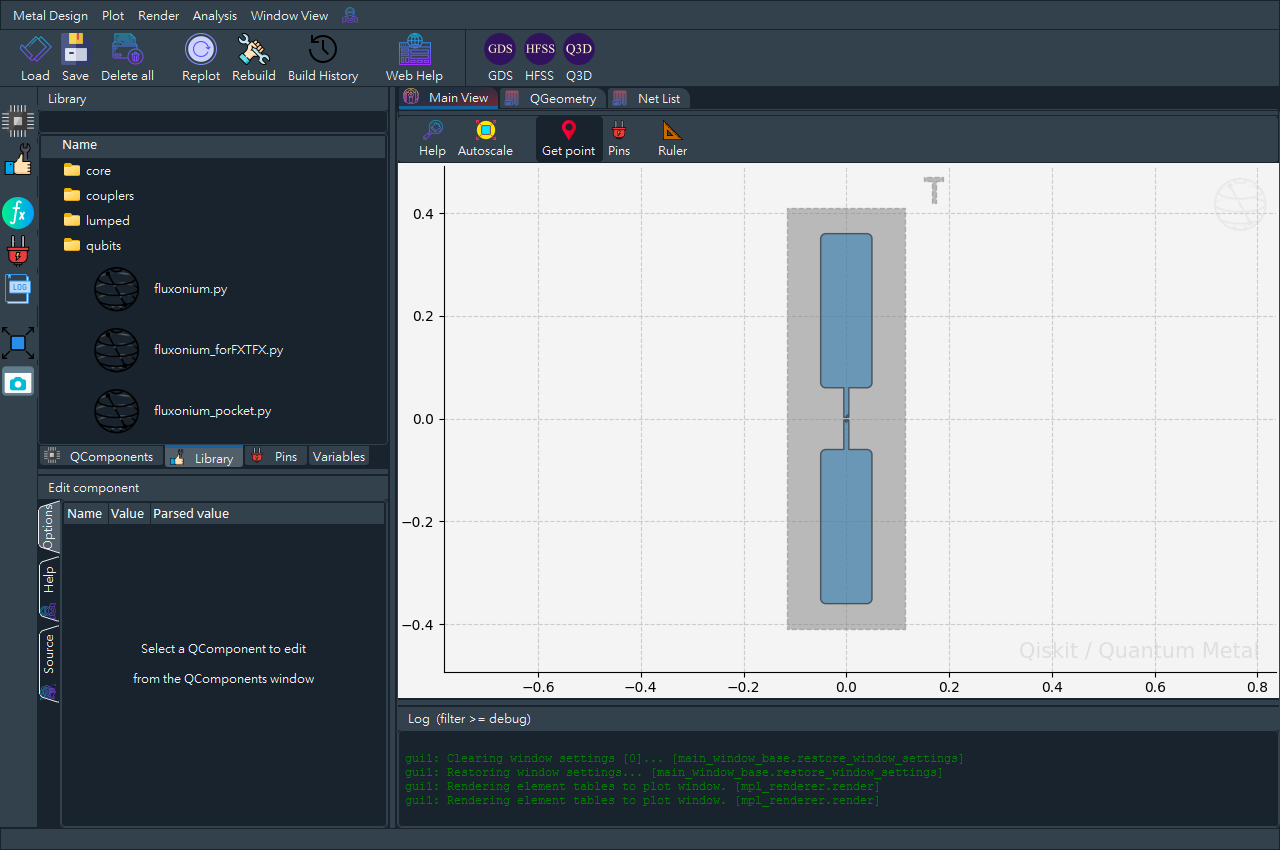 Metal Design Plot Render Analysis Window View
Load Save Delete all Replot Rebuild Build History Web Help GDS HFSS Q3D
GDS HFSS Q3D
Library
Name
core
couplers
lumped
qubits
fluxonium.py
fluxonium_forFXTFX.py
fluxonium_pocket.py
QComponents Library Pins Variables
fx
LOG
Edit component
Options
Help
Source
Name Value Parsed value
Select a QComponent to edit
from the QComponents window
Main View QGeometry Net List
Help Autoscale Get point Pins Ruler
T
0.4
0.2
0.0
−0.2
−0.4
Qiskit / Quantum Metal
−0.6 −0.4 −0.2 0.0 0.2 0.4 0.6 0.8
Log (filter >= debug)
gui1: Clearing window settings [0]... [main_window_base.restore_window_settings]
gui1: Restoring window settings... [main_window_base.restore_window_settings]
gui1: Rendering element tables to plot window. [mpl_renderer.render]
gui1: Rendering element tables to plot window. [mpl_renderer.render]